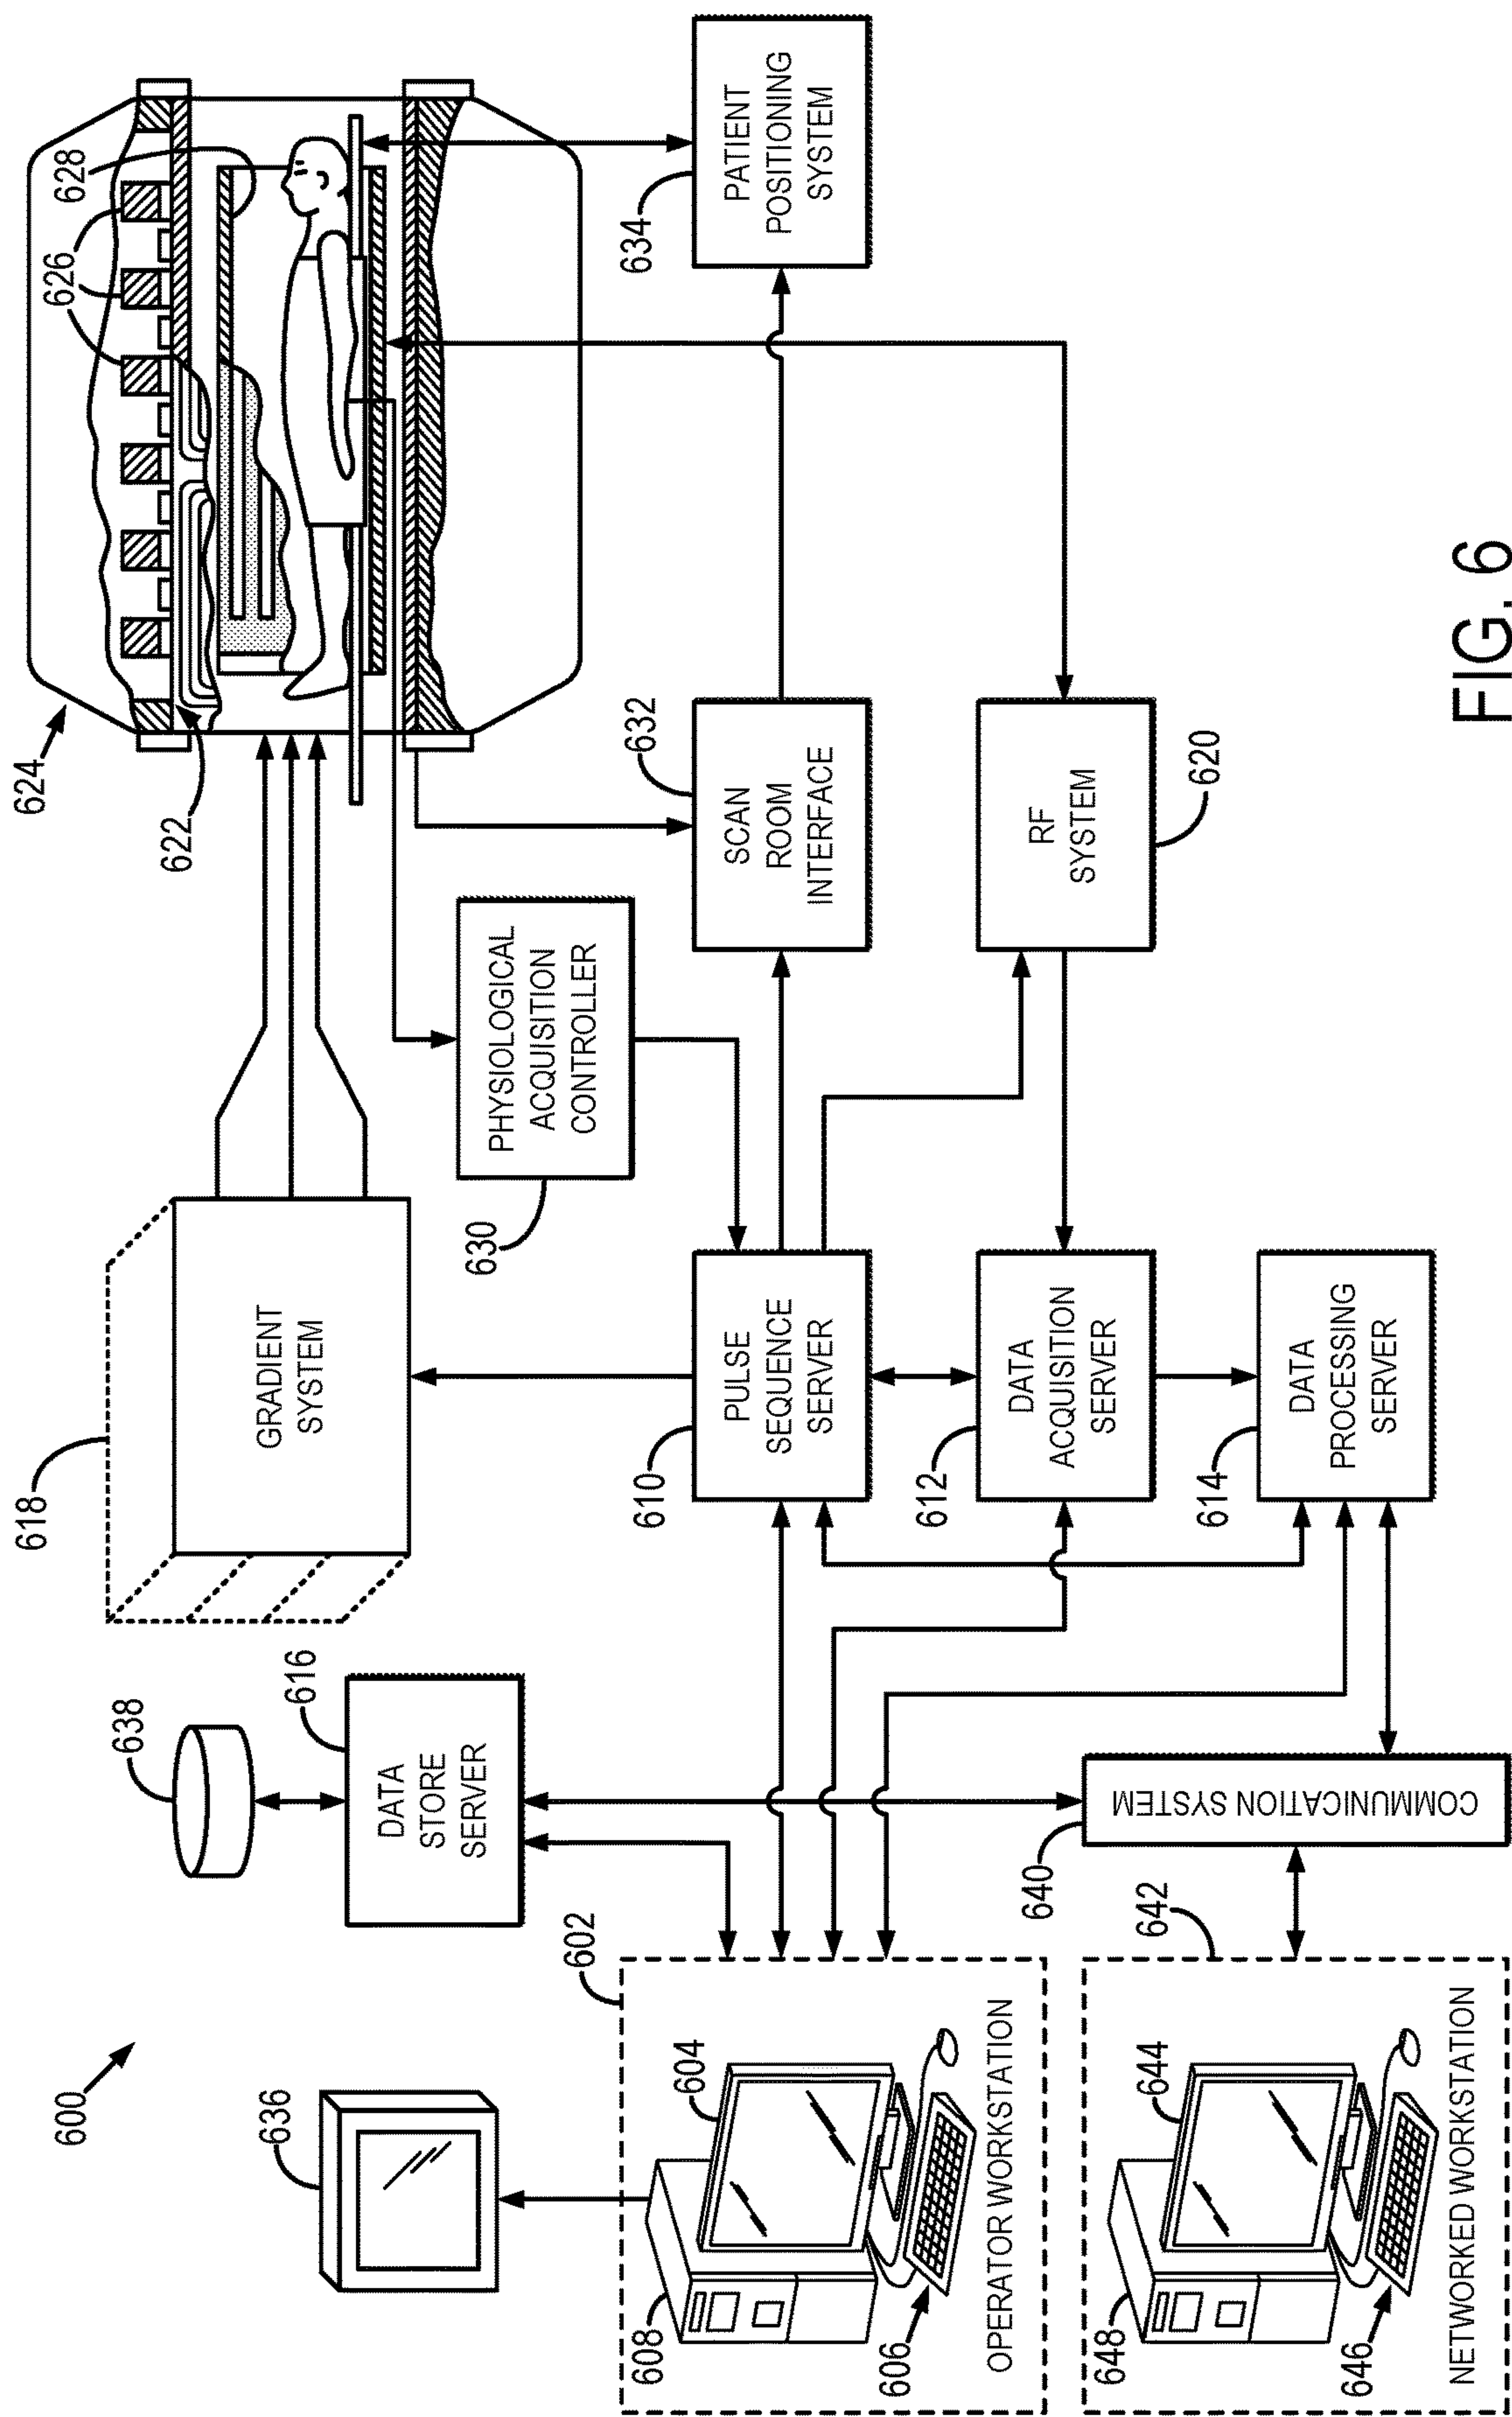 600
636
638
DATA
STORE
SERVER
616
618
GRADIENT
SYSTEM
624
622
626
628
PHYSIOLOGICAL
ACQUISITION
CONTROLLER
630
602
604
608
606
OPERATOR WORKSTATION
PULSE
SEQUENCE
SERVER
610
SCAN
ROOM
INTERFACE
632
PATIENT
POSITIONING
SYSTEM
634
DATA
ACQUISITION
SERVER
612
RF
SYSTEM
620
640
COMMUNICATION SYSTEM
642
644
648
646
NETWORKED WORKSTATION
DATA
PROCESSING
SERVER
614
FIG. 6